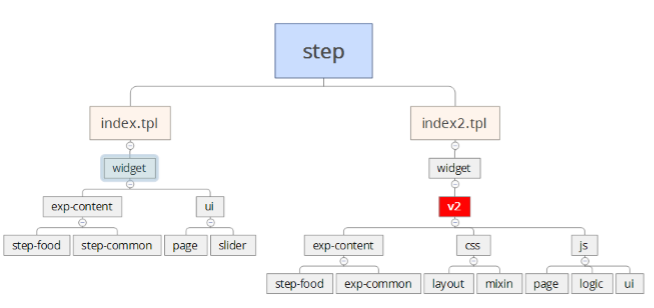 step
index.tpl index2.tpl
widget widget
exp-content ui v2
step-food step-common page slider exp-content css js
step-food exp-common layout mixin page logic ui